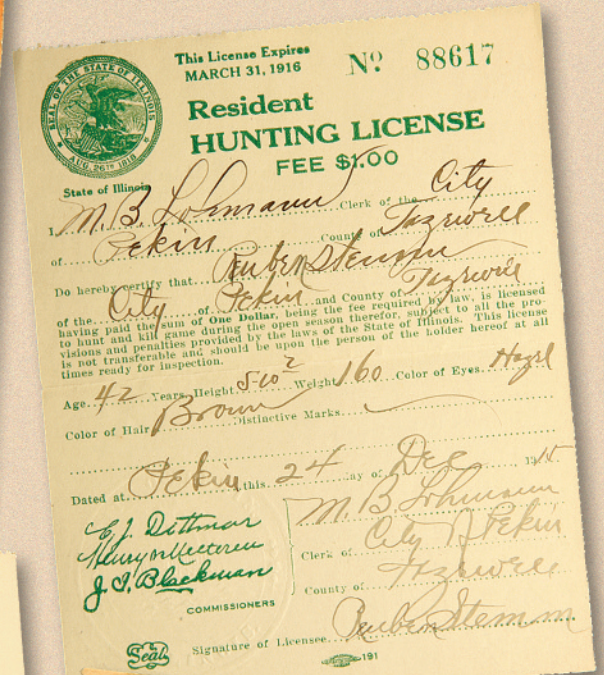 SEAL OF THE STATE OF ILLINOIS
AUG. 26TH 1818
This License Expires
MARCH 31, 1916
No 88617
Resident
HUNTING LICENSE
FEE $1.00
State of Illinois
I, M. B. Lohmann Clerk of the City
of Pekin County of Tazewell
Do hereby certify that Reuben Stemm
of the City of Pekin and County of Tazewell
having paid the sum of One Dollar, being the fee required by law, is licensed
to hunt and kill game during the open season therefor, subject to all the pro-
visions and penalties provided by the laws of the State of Illinois. This license
is not transferable and should be upon the person of the holder hereof at all
times ready for inspection.
Age 42 Years, Height 5-10 2 Weight 160 Color of Eyes Hazel
Color of Hair Brown Distinctive Marks
Dated at Pekin this 24 day of Dec 1915
M. B. Lohmann
Clerk of City of Pekin
County of Tazewell
E. J. Dittmar
Henry
J. I. Blackman
COMMISSIONERS
Seal
Signature of Licensee Reuben Stemm
191